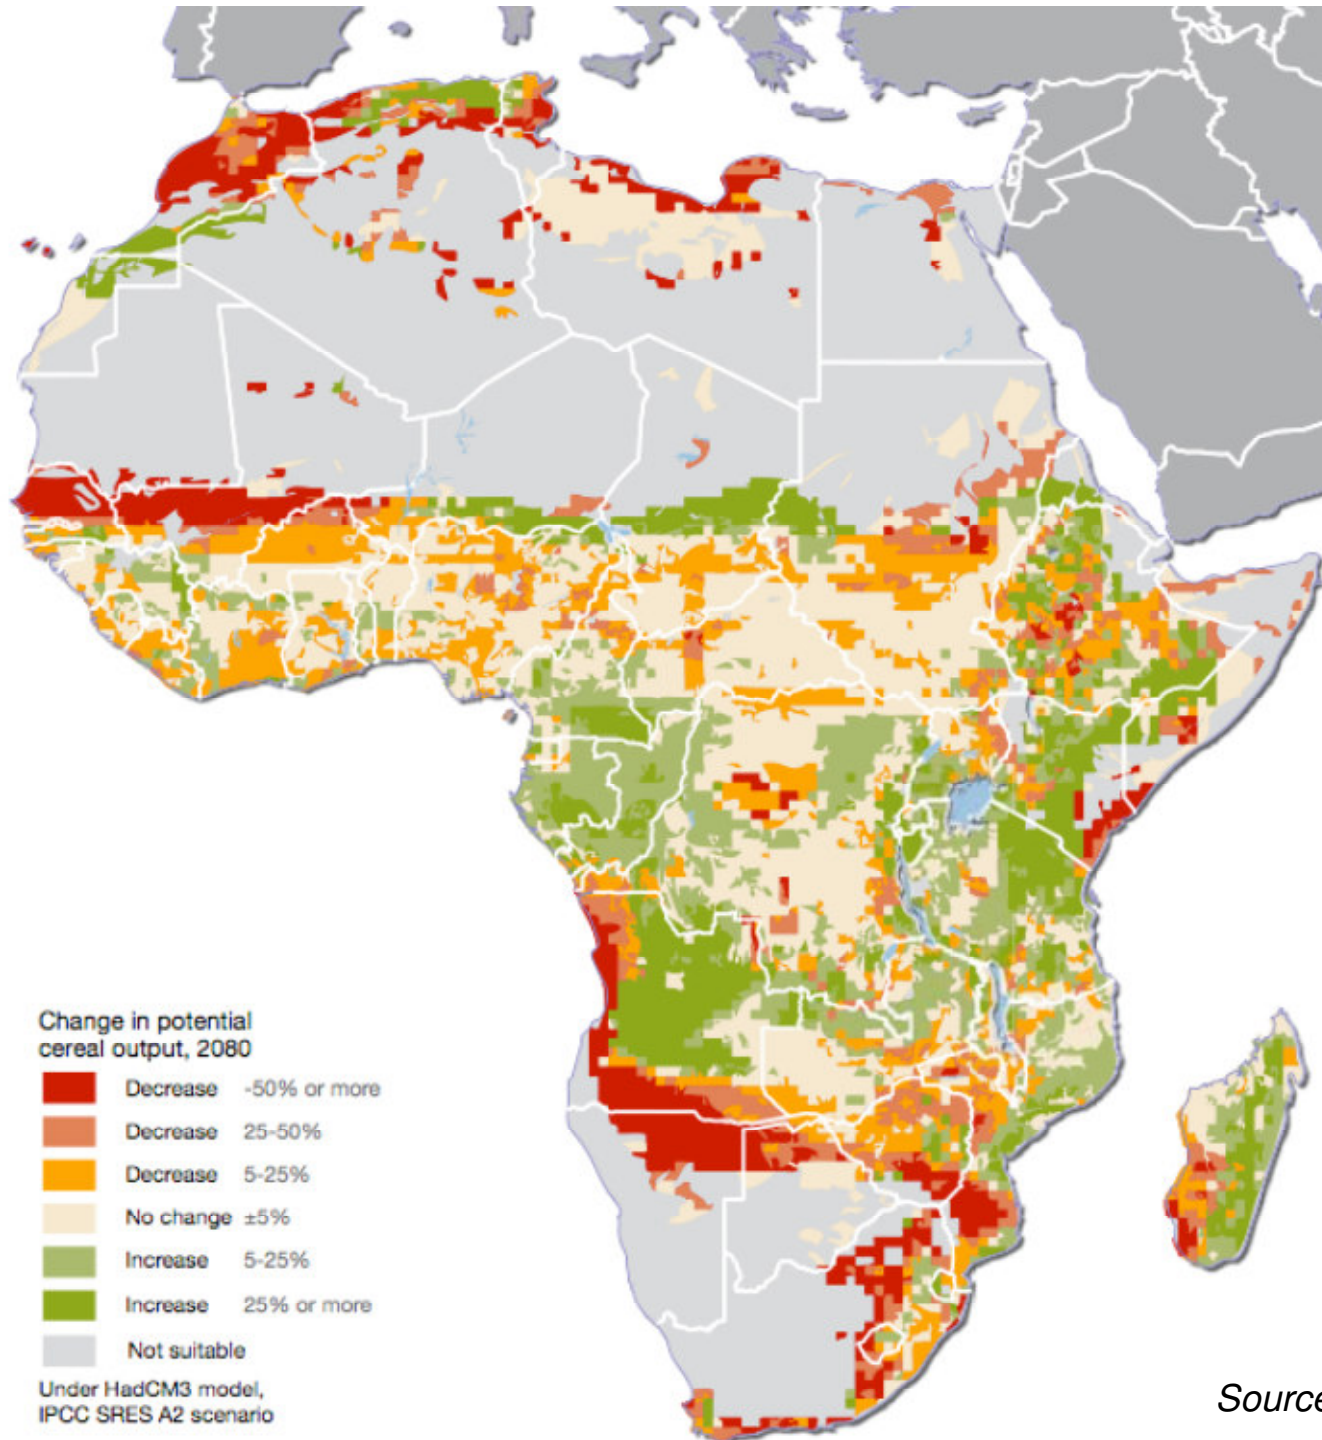 Change in potential
cereal output, 2080
Decrease -50% or more
Decrease 25-50%
Decrease 5-25%
No change ±5%
Increase 5-25%
Increase 25% or more
Not suitable
Under HadCM3 model,
IPCC SRES A2 scenario
Source